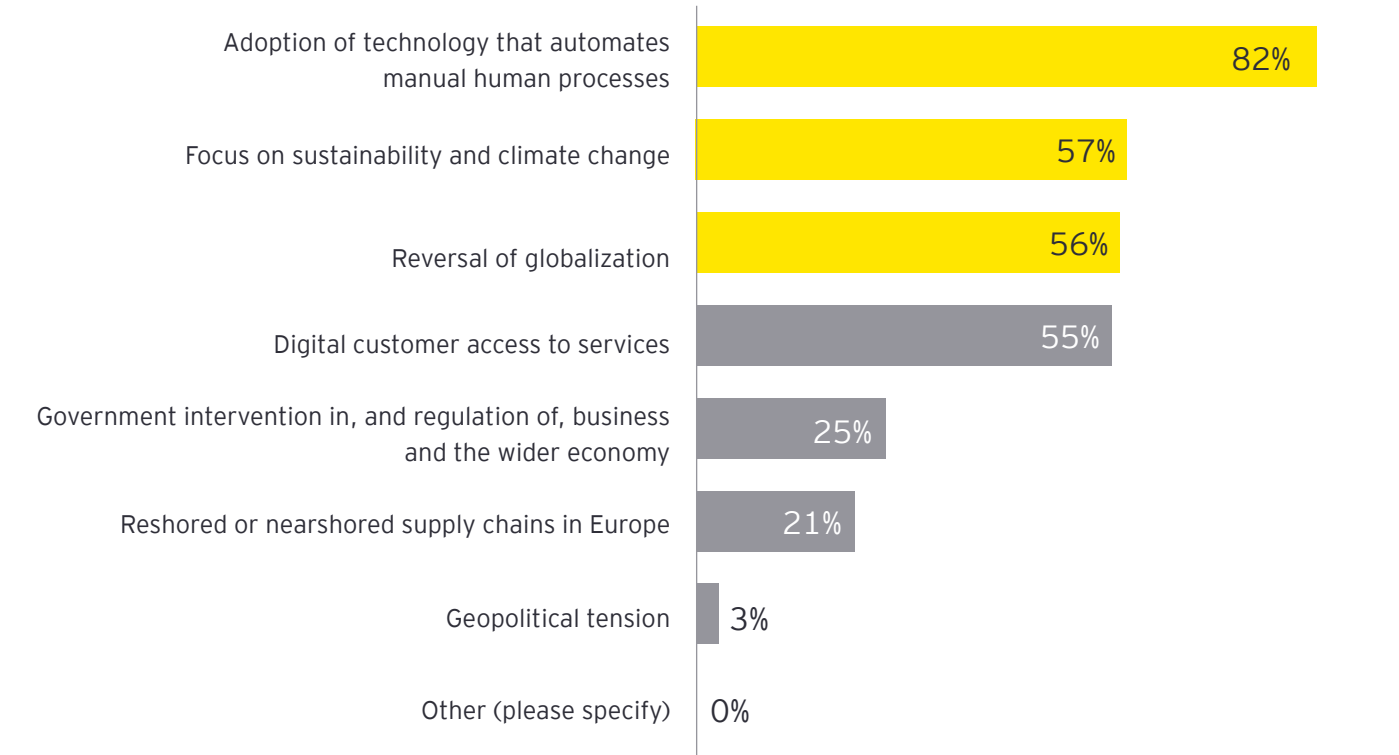 Adoption of technology that automates
manual human processes
82%
Focus on sustainability and climate change
57%
Reversal of globalization
56%
Digital customer access to services
55%
Government intervention in, and regulation of, business
and the wider economy
25%
Reshored or nearshored supply chains in Europe
21%
Geopolitical tension
3%
Other (please specify)
0%